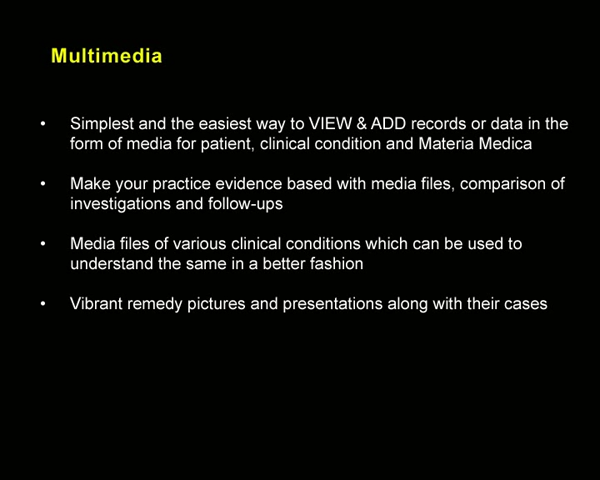 Multimedia
• Simplest and the easiest way to VIEW & ADD records or data in the
form of media for patient, clinical condition and Materia Medica
• Make your practice evidence based with media files, comparison of
investigations and follow-ups
• Media files of various clinical conditions which can be used to
understand the same in a better fashion
• Vibrant remedy pictures and presentations along with their cases